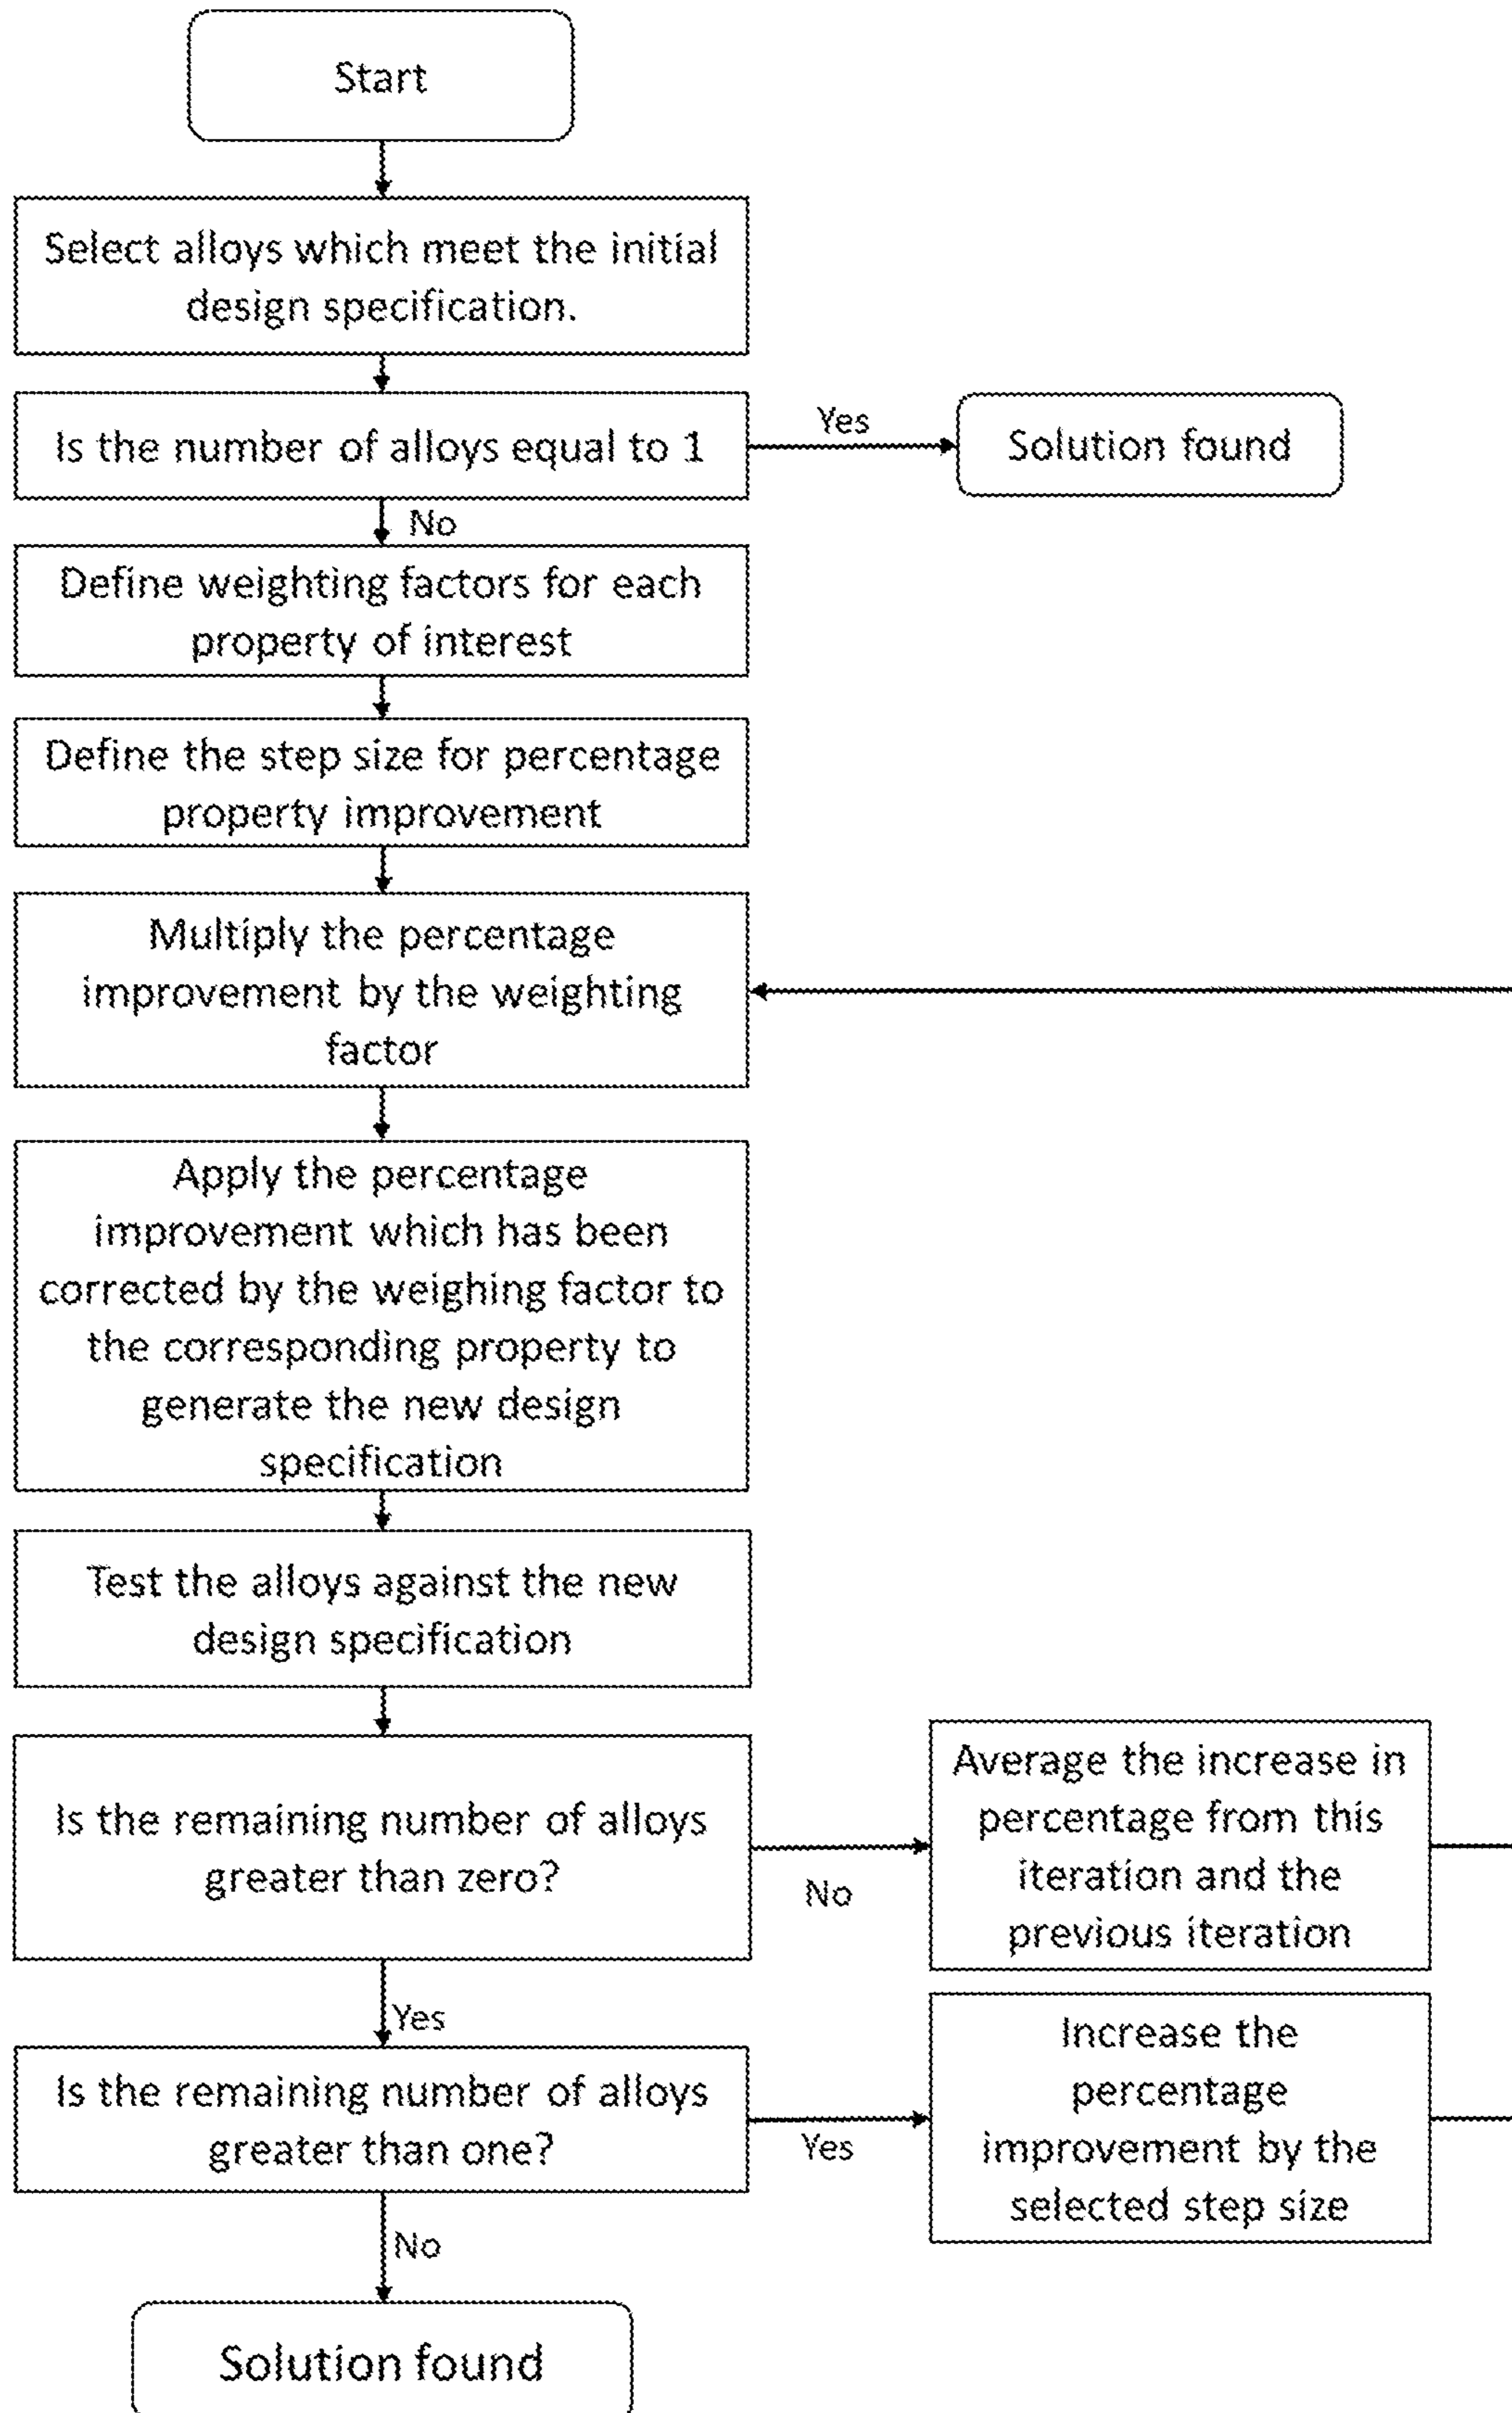 Start
Select alloys which meet the initial
design specification.
Is the number of alloys equal to 1
Yes
Solution found
No
Define weighting factors for each
property of interest
Define the step size for percentage
property improvement
Multiply the percentage
improvement by the weighting
factor
Apply the percentage
improvement which has been
corrected by the weighing factor to
the corresponding property to
generate the new design
specification
Test the alloys against the new
design specification
Is the remaining number of alloys
greater than zero?
No
Average the increase in
percentage from this
iteration and the
previous iteration
Yes
Is the remaining number of alloys
greater than one?
Yes
Increase the
percentage
improvement by the
selected step size
No
Solution found